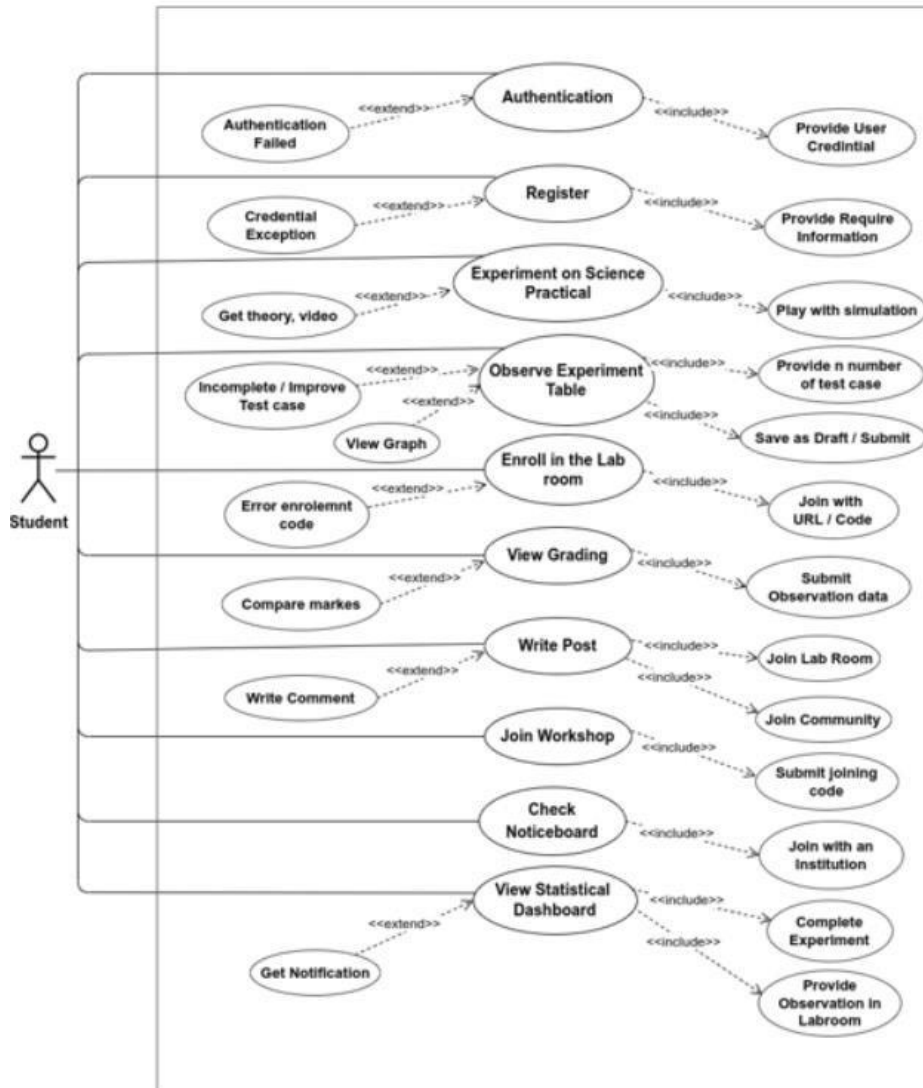 Authentication
<<extend>>
<<include>>
Authentication
Failed
Provide User
Credintial
Register
<<extend>>
<<include>>
Credential
Exception
Provide Require
Information
Experiment on Science
Practical
<<extend>>
<<include>>
Get theory, video
Play with simulation
Observe Experiment
Table
<<extend>>
<<include>>
Incomplete / Improve
Test case
Provide n number
of test case
<<extend>>
<<include>>
View Graph
Save as Draft / Submit
Student
Enroll in the Lab
room
<<extend>>
<<include>>
Error enrolemnt
code
Join with
URL / Code
View Grading
<<extend>>
<<include>>
Compare markes
Submit
Observation data
Write Post
<<extend>>
<<include>>
Write Comment
Join Lab Room
<<include>>
Join Community
Join Workshop
<<include>>
Submit joining
code
Check
Noticeboard
<<include>>
Join with an
Institution
View Statistical
Dashboard
<<extend>>
<<include>>
Get Notification
Complete
Experiment
<<include>>
Provide
Observation in
Labroom